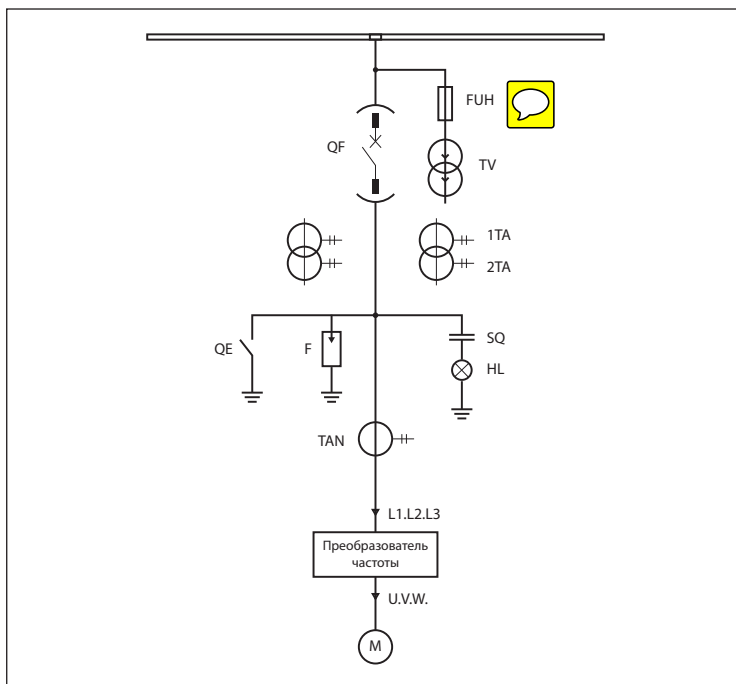 FUH
QF
TV
1TA
2TA
QE
F
SQ
HL
TAN
L1.L2.L3
Преобразователь
частоты
U.V.W.
M